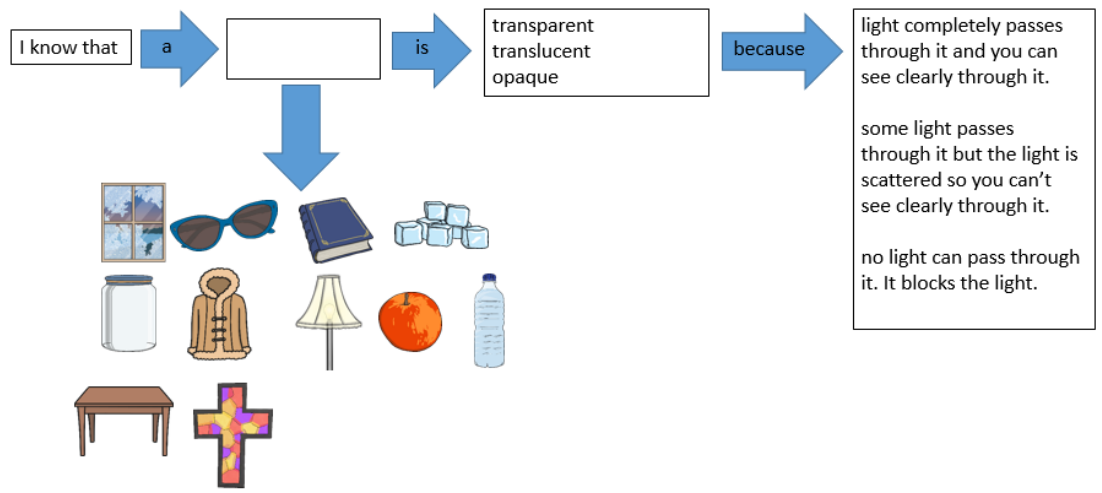 I know that
a
is
transparent
translucent
opaque
because
light completely passes
through it and you can
see clearly through it.
some light passes
through it but the light is
scattered so you can’t
see clearly through it.
no light can pass through
it. It blocks the light.